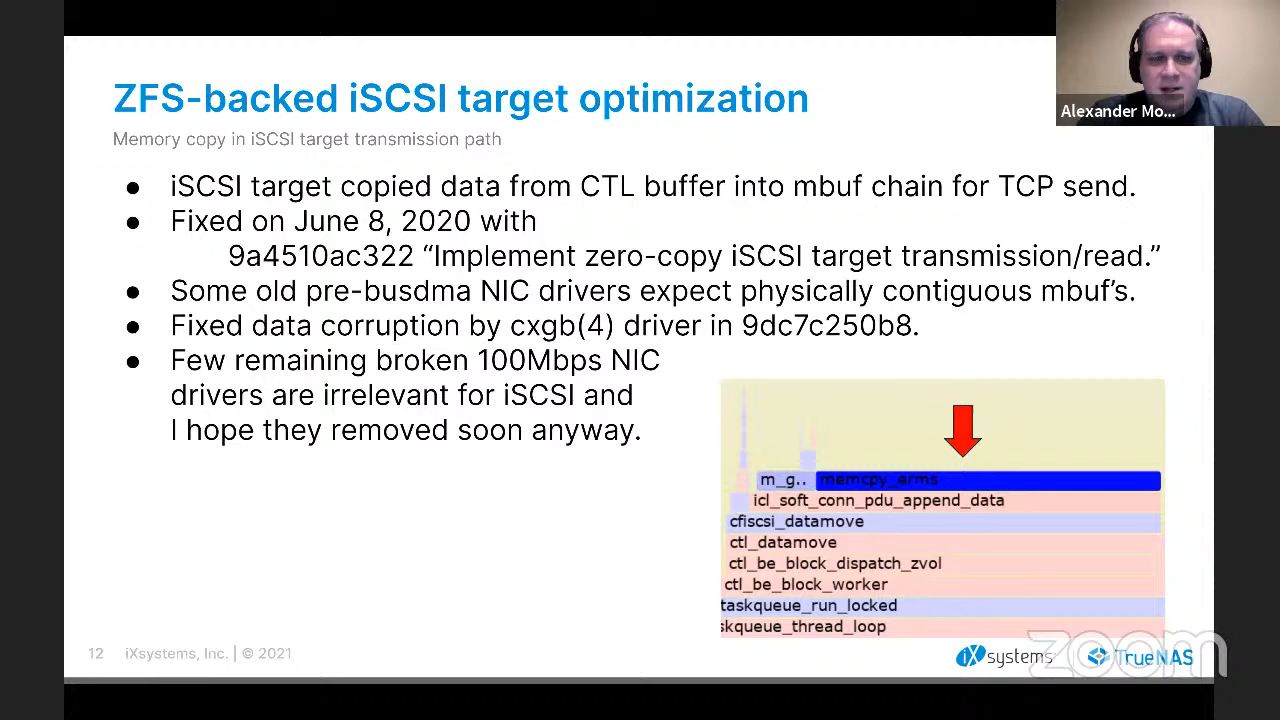 ZFS-backed iSCSI target optimization
Alexander Mo...
Memory copy in iSCSI target transmission path
● iSCSI target copied data from CTL buffer into mbuf chain for TCP send.
● Fixed on June 8, 2020 with
9a4510ac322 “Implement zero-copy iSCSI target transmission/read.”
● Some old pre-busdma NIC drivers expect physically contiguous mbuf’s.
● Fixed data corruption by cxgb(4) driver in 9dc7c250b8.
● Few remaining broken 100Mbps NIC
drivers are irrelevant for iSCSI and
I hope they removed soon anyway.
m_g.. memcpy_erms
icl_soft_conn_pdu_append_data
cfiscsi_datamove
ctl_datamove
ctl_be_block_dispatch_zvol
ctl_be_block_worker
taskqueue_run_locked
skqueue_thread_loop
12 iXsystems, Inc. | © 2021
iXsystems TrueNAS
zoom